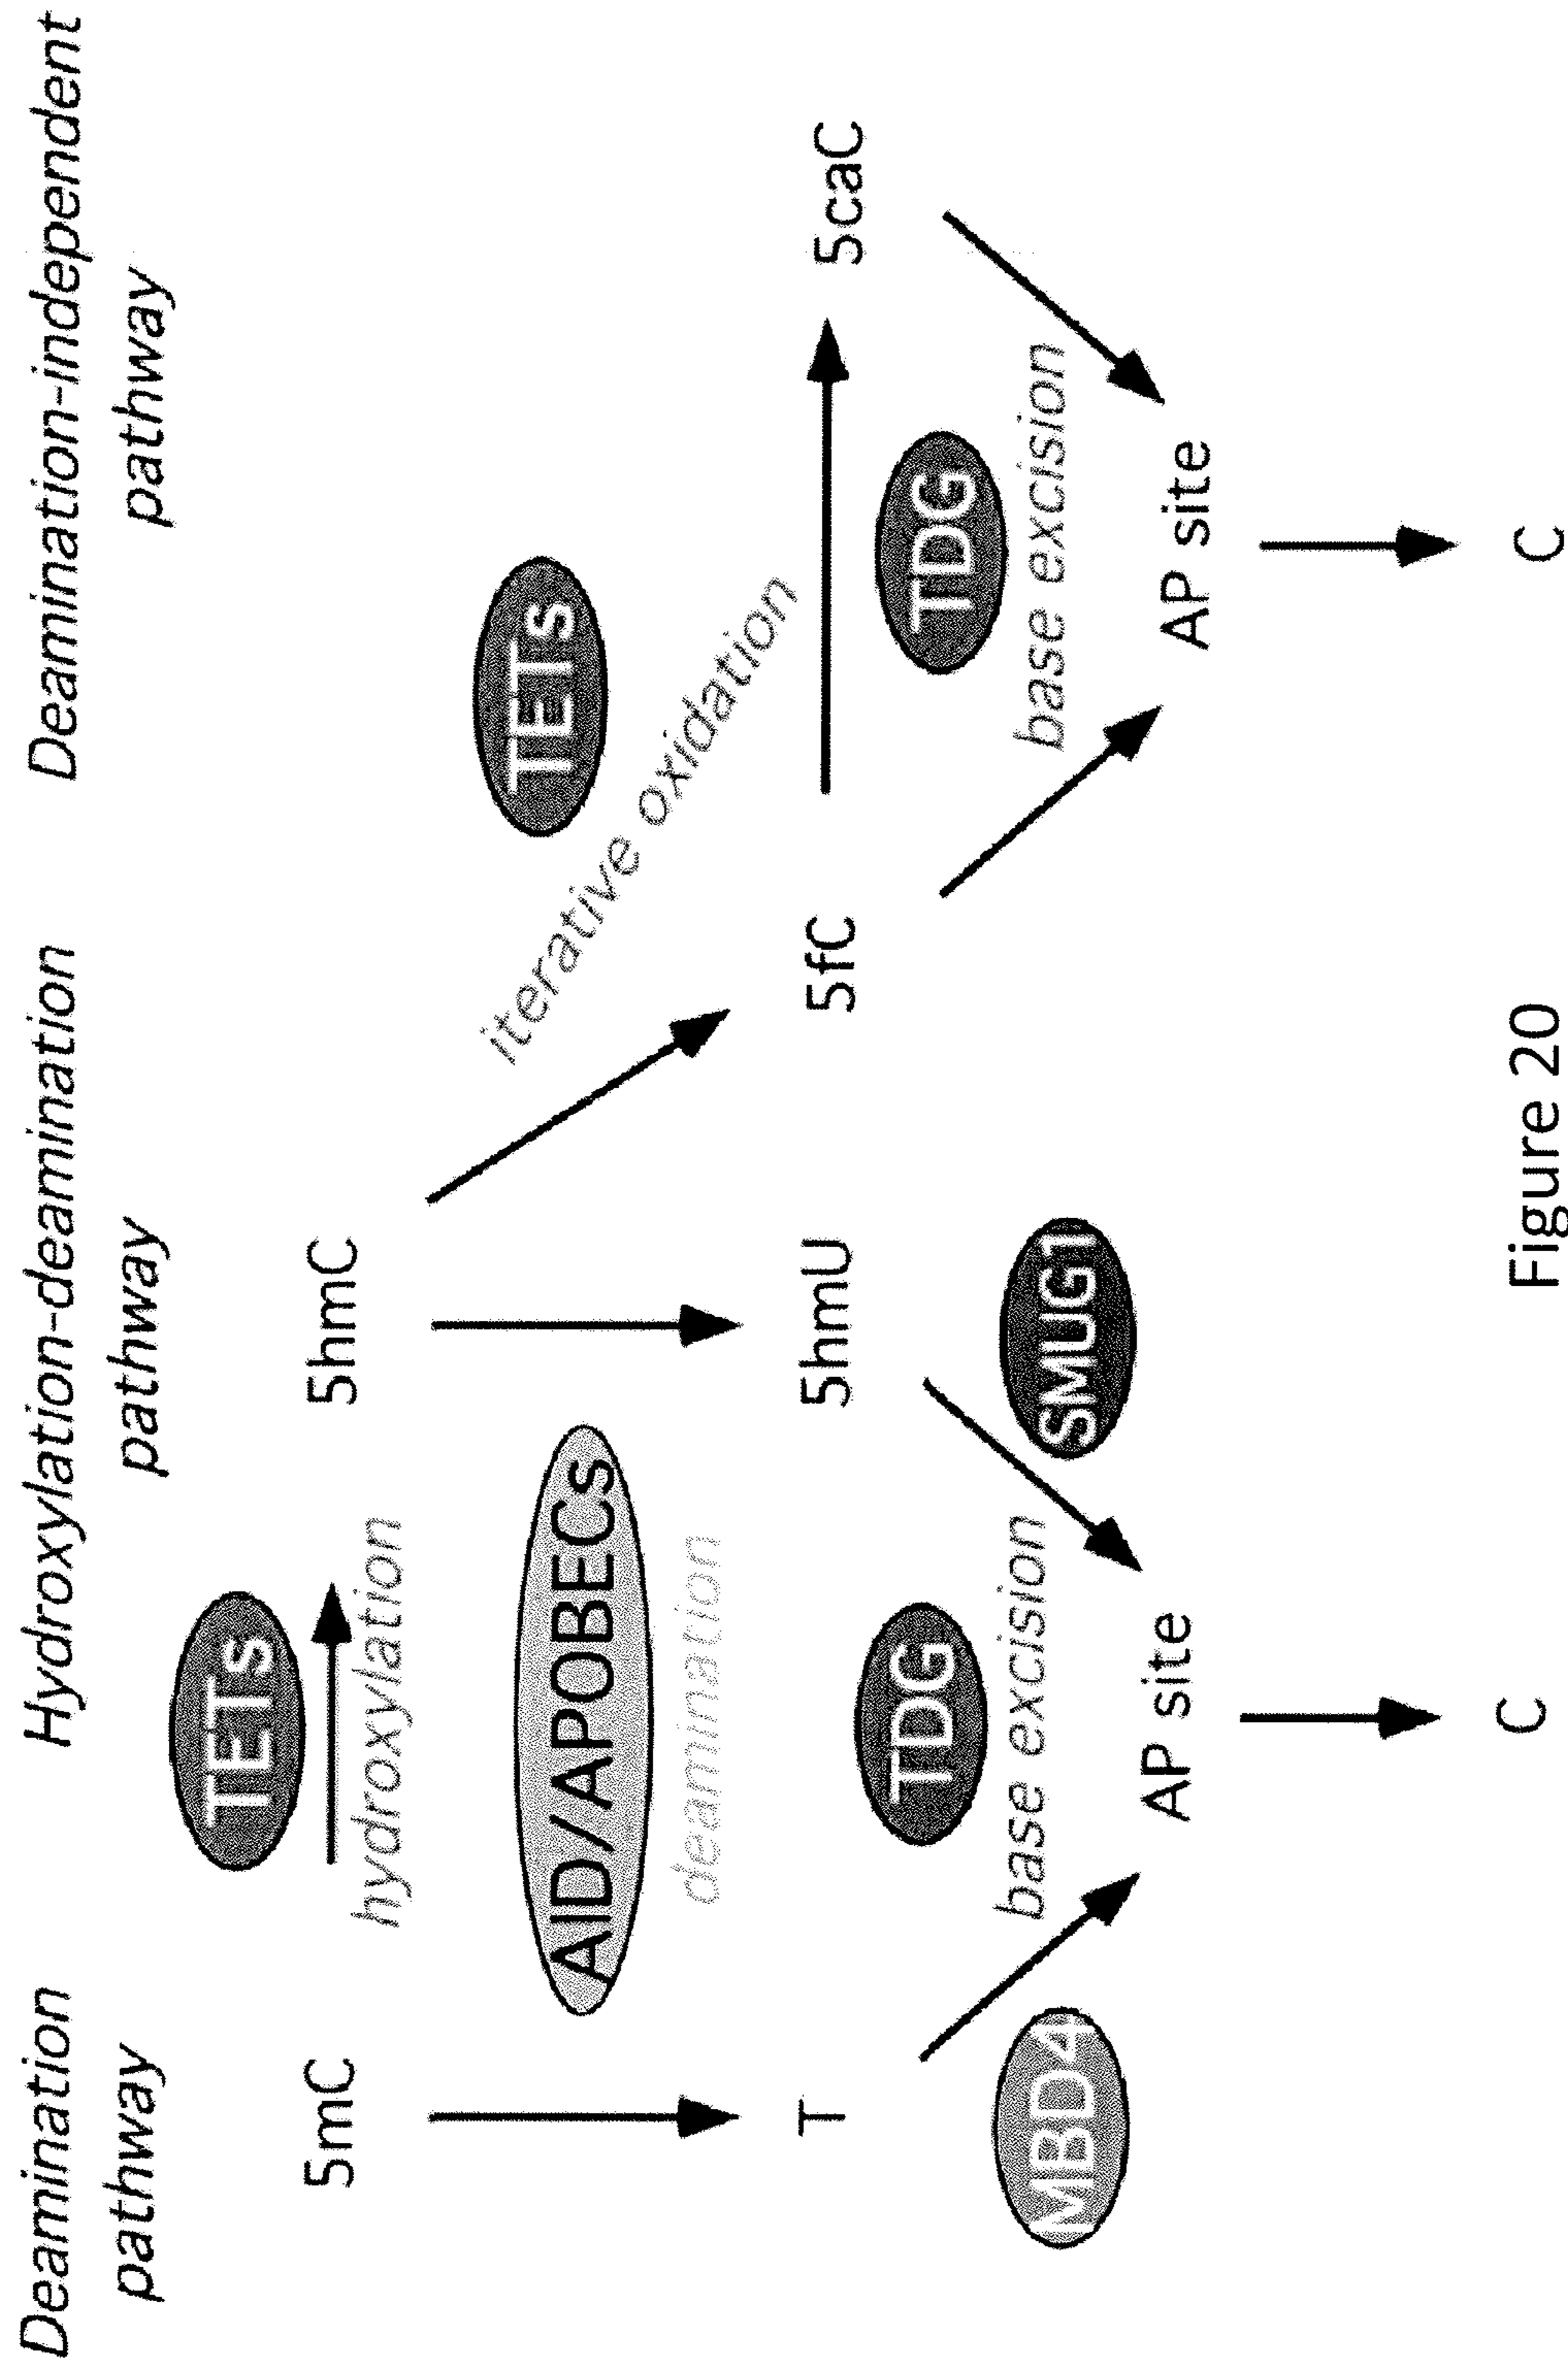 Deamination
pathway
Hydroxylation-deamination
pathway
Deamination-independent
pathway
TETs
5mC
5hmC
hydroxylation
AID/APOBECs
deamination
TETs
iterative oxidation
T
5hmU
5fC
5caC
TDG
TDG
MBD4
base excision
SMUG1
base excision
AP site
AP site
C
C
Figure 20